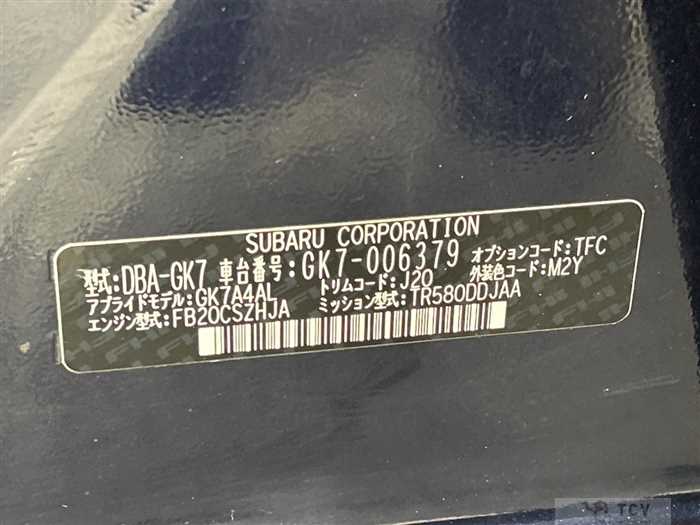 SUBARU CORPORATION
型式:DBA-GK7 車台番号:GK7-006379 オプションコード:TFC
アプライドモデル:GK7A4AL トリムコード:J20 外装色コード:M2Y
エンジン型式:FB20CSZHJA ミッション型式:TR580DDJAA
TCV